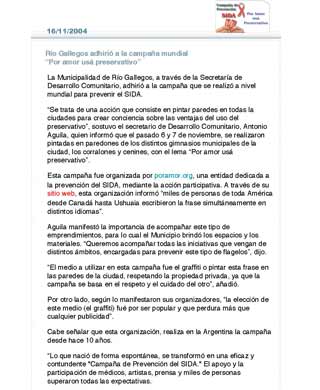 Campaña de
Prevención
SIDA
Por Amor
usá
Preservativo
16/11/2004
Río Gallegos adhirió a la campaña mundial
“Por amor usá preservativo”
La Municipalidad de Río Gallegos, a través de la Secretaría de
Desarrollo Comunitario, adhirió a la campaña que se realizó a nivel
mundial para prevenir el SIDA.
“Se trata de una acción que consiste en pintar paredes en todas la
ciudades para crear conciencia sobre las ventajas del uso del
preservativo”, sostuvo el secretario de Desarrollo Comunitario, Antonio
Aguila, quien informó que el pasado 6 y 7 de noviembre, se realizaron
pintadas en paredones de los distintos gimnasios municipales de la
ciudad, los corralones y cenines, con el lema “Por amor usá
preservativo”.
Esta campaña fue organizada por poramor.org, una entidad dedicada a
la prevención del SIDA, mediante la acción participativa. A través de su
sitio web, esta organización informó “miles de personas de toda América
desde Canadá hasta Ushuaia escribieron la frase simultáneamente en
distintos idiomas”.
Aguila manifestó la importancia de acompañar este tipo de
emprendimientos, para lo cual el Municipio brindó los espacios y los
materiales. “Queremos acompañar todas las iniciativas que vengan de
distintos ámbitos, encargadas para prevenir este tipo de flagelos”, dijo.
“El medio a utilizar en esta campaña fue el graffiti o pintar esta frase en
las paredes de la ciudad, respetando la propiedad privada, ya que la
campaña se basa en el respeto y el cuidado del otro”, añadió.
Por otro lado, según lo manifestaron sus organizadores, “la elección de
este medio (el graffiti) fue por ser popular y que perdura más que
cualquier publicidad”.
Cabe señalar que esta organización, realiza en la Argentina la campaña
desde hace 10 años.
“Lo que nació de forma espontánea, se transformó en una eficaz y
contundente "Campaña de Prevención del SIDA." El apoyo y la
participación de médicos, artistas, prensa y miles de personas
superaron todas las expectativas.